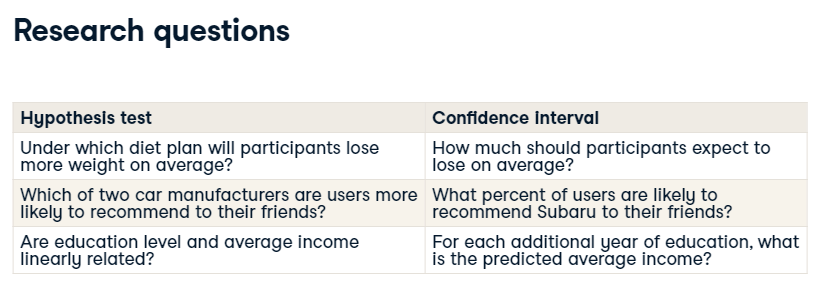 Research questions
Hypothesis test
Confidence interval
Under which diet plan will participants lose
more weight on average?
How much should participants expect to
lose on average?
Which of two car manufacturers are users more
likely to recommend to their friends?
What percent of users are likely to
recommend Subaru to their friends?
Are education level and average income
linearly related?
For each additional year of education, what
is the predicted average income?